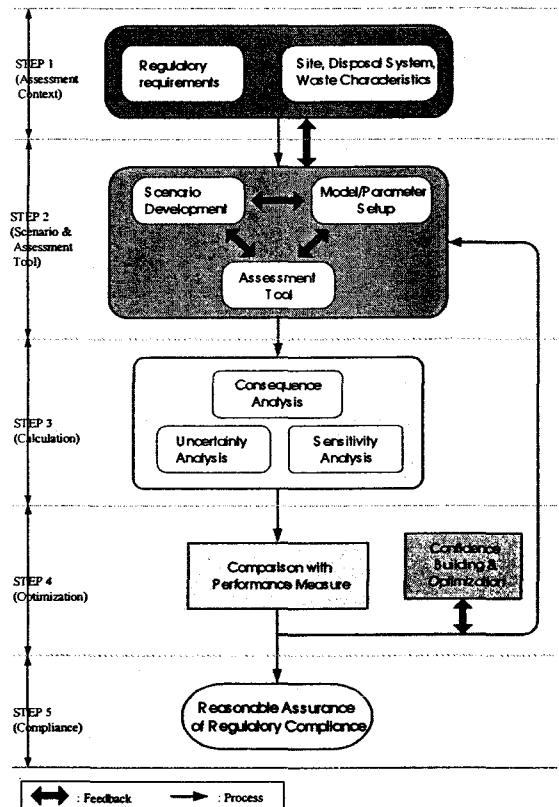 STEP 1
(Assessment
Context)
Regulatory
requirements
Site, Disposal System,
Waste Characteristics
STEP 2
(Scenario &
Assessment
Tool)
Scenario
Development
Model/Parameter
Setup
Assessment
Tool
STEP 3
(Calculation)
Consequence
Analysis
Uncertainty
Analysis
Sensitivity
Analysis
STEP 4
(Optimization)
Comparison with
Performance Measure
Confidence
Building &
Optimization
STEP 5
(Compliance)
Reasonable Assurance
of Regulatory Compliance
: Feedback
: Process